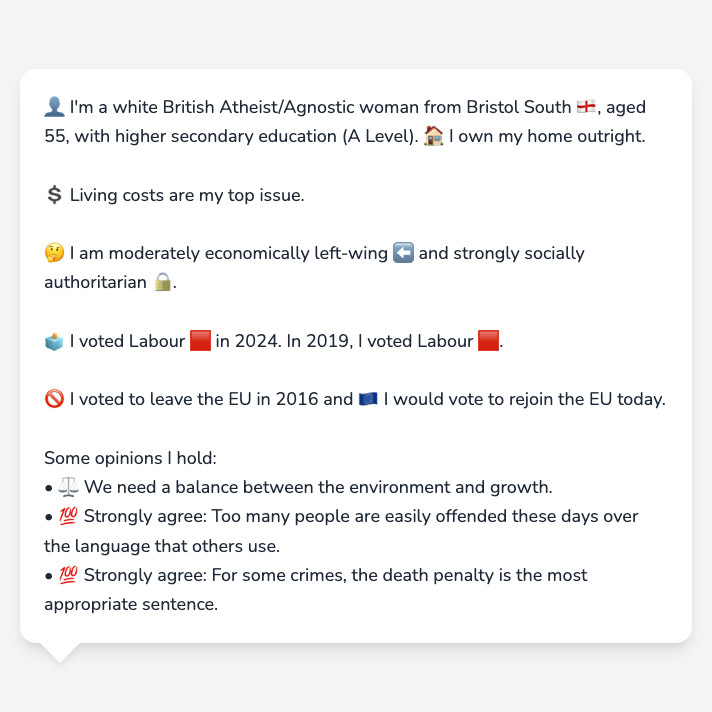 👤 I'm a white British Atheist/Agnostic woman from Bristol South 🏴󠁧󠁢󠁥󠁮󠁧󠁿, aged
55, with higher secondary education (A Level). 🏠 I own my home outright.
💲 Living costs are my top issue.
🤔 I am moderately economically left-wing ⬅️ and strongly socially
authoritarian 🔒.
🗳️ I voted Labour 🟥 in 2024. In 2019, I voted Labour 🟥.
🚫 I voted to leave the EU in 2016 and 🇪🇺 I would vote to rejoin the EU today.
Some opinions I hold:
• ⚖️ We need a balance between the environment and growth.
• 💯 Strongly agree: Too many people are easily offended these days over
the language that others use.
• 💯 Strongly agree: For some crimes, the death penalty is the most
appropriate sentence.